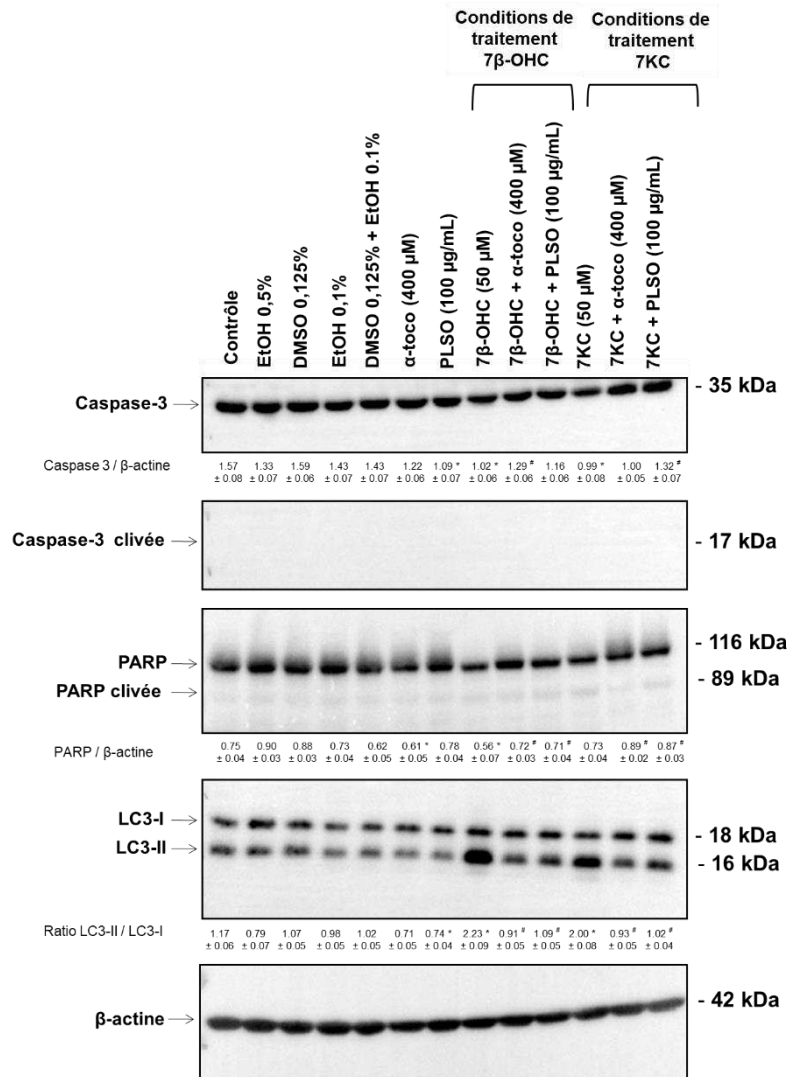 Conditions de
traitement
7β-OHC
Conditions de
traitement
7KC
Contrôle
EtOH 0,5%
DMSO 0,125%
EtOH 0,1%
DMSO 0,125% + EtOH 0.1%
α-toco (400 µM)
PLSO (100 µg/mL)
7β-OHC (50 µM)
7β-OHC + α-toco (400 µM)
7β-OHC + PLSO (100 µg/mL)
7KC (50 µM)
7KC + α-toco (400 µM)
7KC + PLSO (100 µg/mL)
Caspase-3
- 35 kDa
Caspase 3 / β-actine 1.57 1.33 1.59 1.43 1.43 1.22 1.09 * 1.02 * 1.29 # 1.16 0.99 * 1.00 1.32 #
± 0.08 ± 0.07 ± 0.06 ± 0.07 ± 0.07 ± 0.06 ± 0.06 ± 0.06 ± 0.06 ± 0.06 ± 0.08 ± 0.05 ± 0.07
Caspase-3 clivée
- 17 kDa
- 116 kDa
PARP
- 89 kDa
PARP clivée
PARP / β-actine 0.75 0.90 0.88 0.73 0.62 0.61 * 0.78 0.56 * 0.72 # 0.71 # 0.73 0.89 # 0.87 #
± 0.04 ± 0.03 ± 0.03 ± 0.04 ± 0.05 ± 0.05 ± 0.04 ± 0.07 ± 0.03 ± 0.04 ± 0.04 ± 0.02 ± 0.03
LC3-I
- 18 kDa
LC3-II
- 16 kDa
Ratio LC3-II / LC3-I 1.17 0.79 1.07 0.98 1.02 0.71 0.74 * 2.23 * 0.91 # 1.09 # 2.00 * 0.93 # 1.02 #
± 0.06 ± 0.07 ± 0.05 ± 0.05 ± 0.05 ± 0.05 ± 0.04 ± 0.09 ± 0.05 ± 0.05 ± 0.08 ± 0.05 ± 0.04
- 42 kDa
β-actine